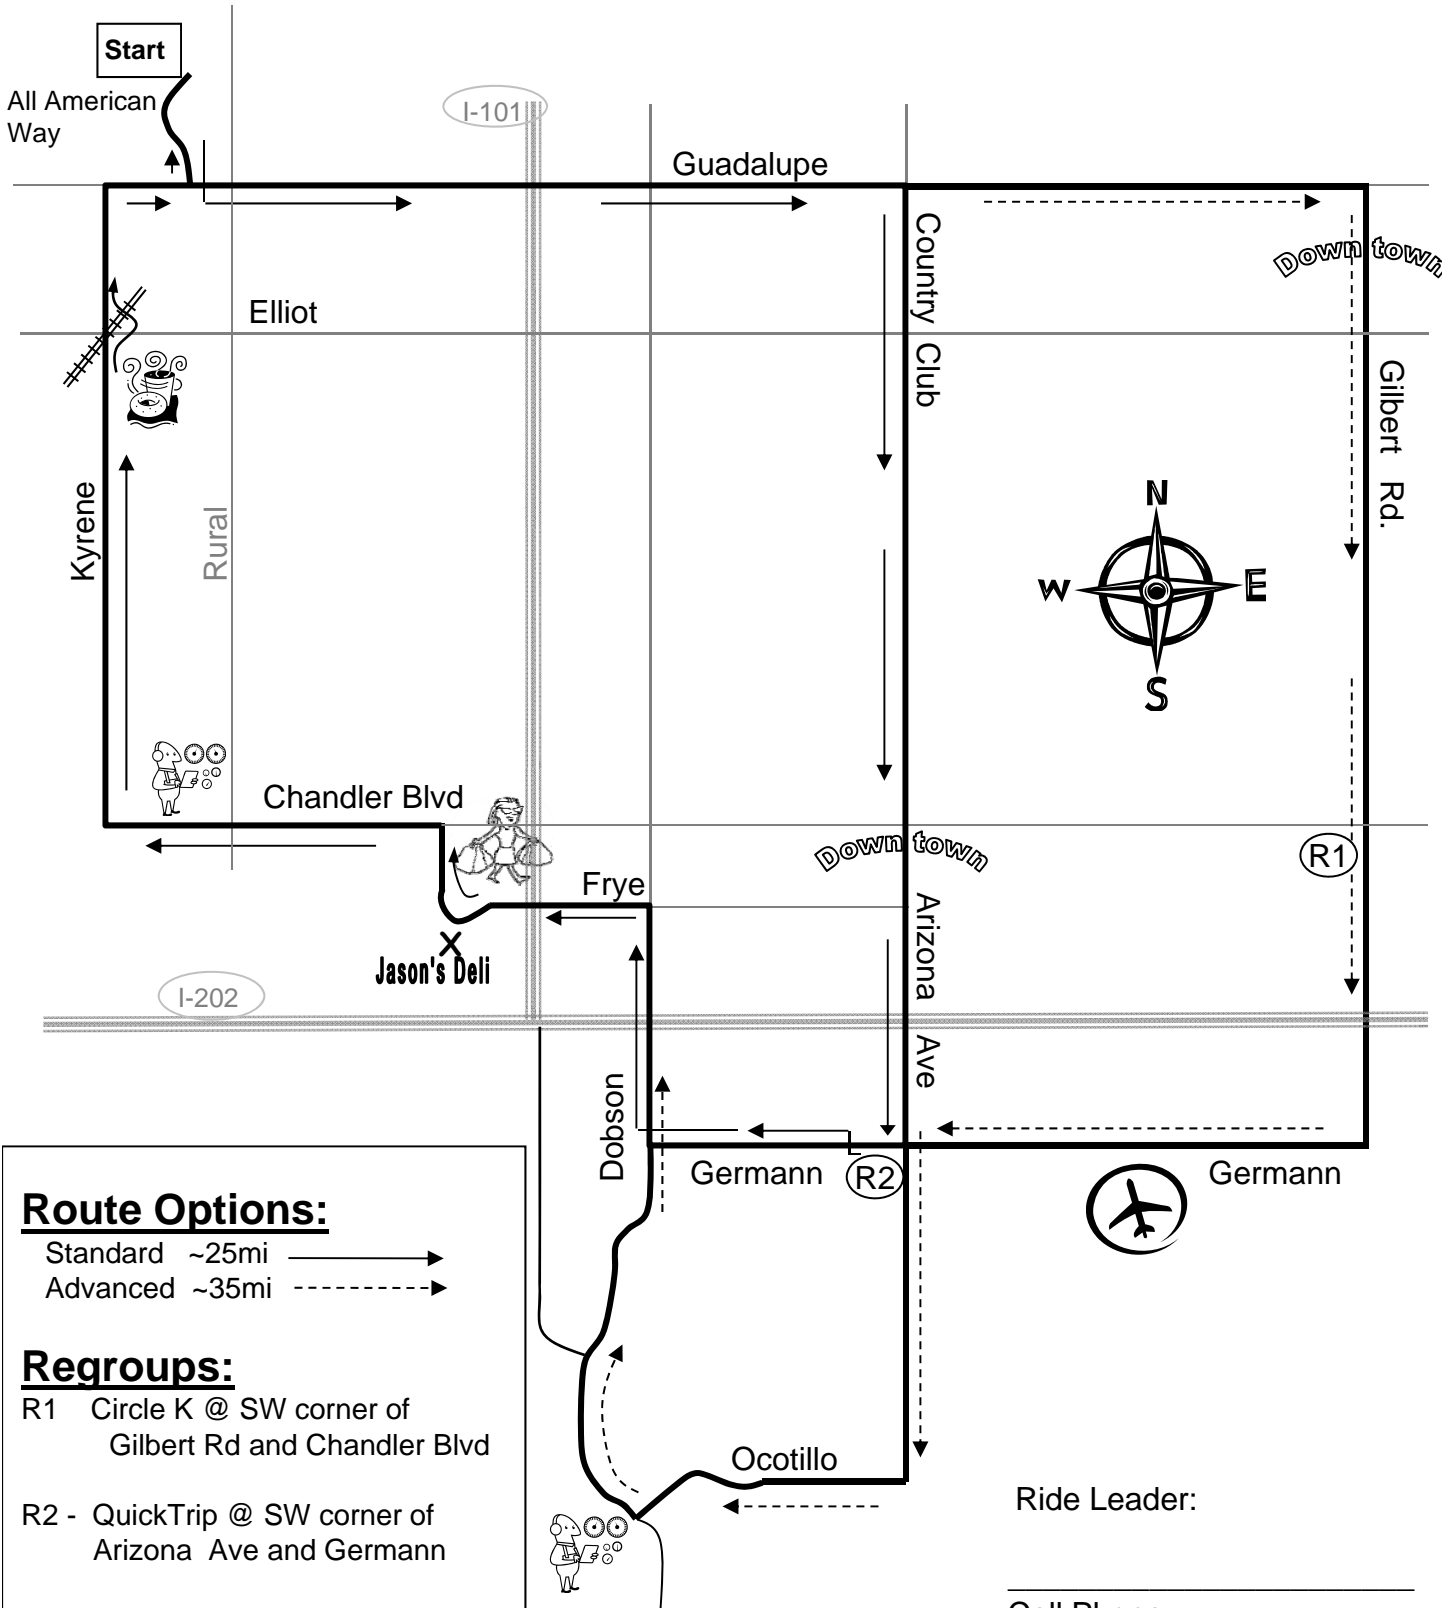 Start
All American
Way
I-101
Guadalupe
Down town
Country Club
Elliot
Gilbert Rd.
Kyrene
Rural
N
W
E
S
Chandler Blvd
Down town
R1
Frye
Arizona Ave
Jason's Deli
I-202
Dobson
Germann
R2
Germann
Route Options:
Standard ~25mi
Advanced ~35mi
Regroups:
R1 Circle K @ SW corner of
Gilbert Rd and Chandler Blvd
R2 - QuickTrip @ SW corner of
Arizona Ave and Germann
Ocotillo
Ride Leader: